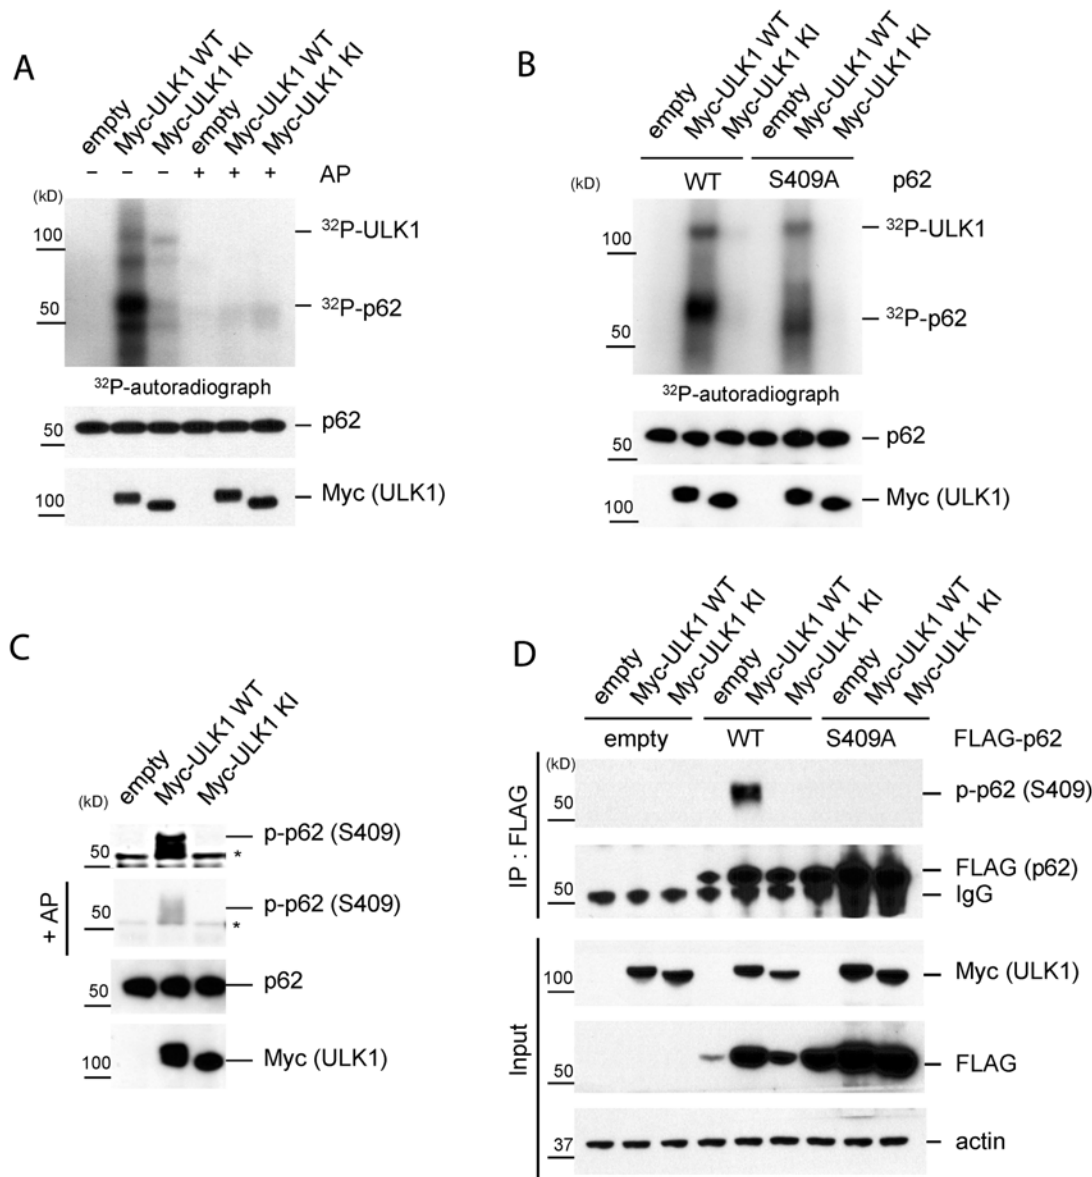 A
empty
Myc-ULK1 WT
Myc-ULK1 KI
empty
Myc-ULK1 WT
Myc-ULK1 KI
– – – + + + AP
(kD)
100
50
³²P-ULK1
³²P-p62
³²P-autoradiograph
50
p62
100
Myc (ULK1)
B
empty
Myc-ULK1 WT
Myc-ULK1 KI
empty
Myc-ULK1 WT
Myc-ULK1 KI
(kD)
WT S409A p62
100
50
³²P-ULK1
³²P-p62
³²P-autoradiograph
50
p62
100
Myc (ULK1)
C
empty
Myc-ULK1 WT
Myc-ULK1 KI
(kD)
50
p-p62 (S409)
*
+ AP
50
p-p62 (S409)
*
50
p62
100
Myc (ULK1)
D
empty
Myc-ULK1 WT
Myc-ULK1 KI
empty
Myc-ULK1 WT
Myc-ULK1 KI
empty
Myc-ULK1 WT
Myc-ULK1 KI
empty WT S409A FLAG-p62
(kD)
IP : FLAG
50
p-p62 (S409)
50
FLAG (p62)
IgG
Input
100
Myc (ULK1)
50
FLAG
37
actin